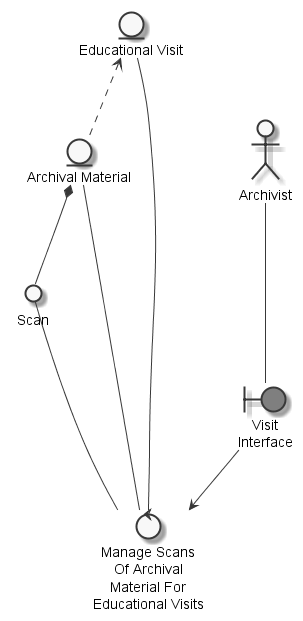 Educational Visit
Archival Material
Archivist
Scan
Visit
Interface
Manage Scans
Of Archival
Material For
Educational Visits